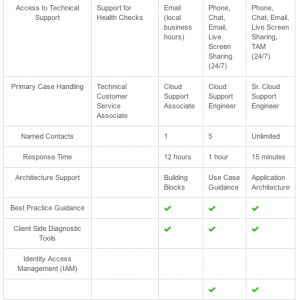 Access to Technical
Support
Support for
Health Checks
Email
(local
business
hours)
Phone,
Chat,
Email,
Live
Screen
Sharing
(24/7)
Phone,
Chat, Email,
Live Screen
Sharing,
TAM
(24/7)
Primary Case Handling
Technical
Customer
Service
Associate
Cloud
Support
Associate
Cloud
Support
Engineer
Sr. Cloud
Support
Engineer
Named Contacts
1
5
Unlimited
Response Time
12 hours
1 hour
15 minutes
Architecture Support
Building
Blocks
Use Case
Guidance
Application
Architecture
Best Practice Guidance
Client Side Diagnostic
Tools
Identity Access
Management (IAM)